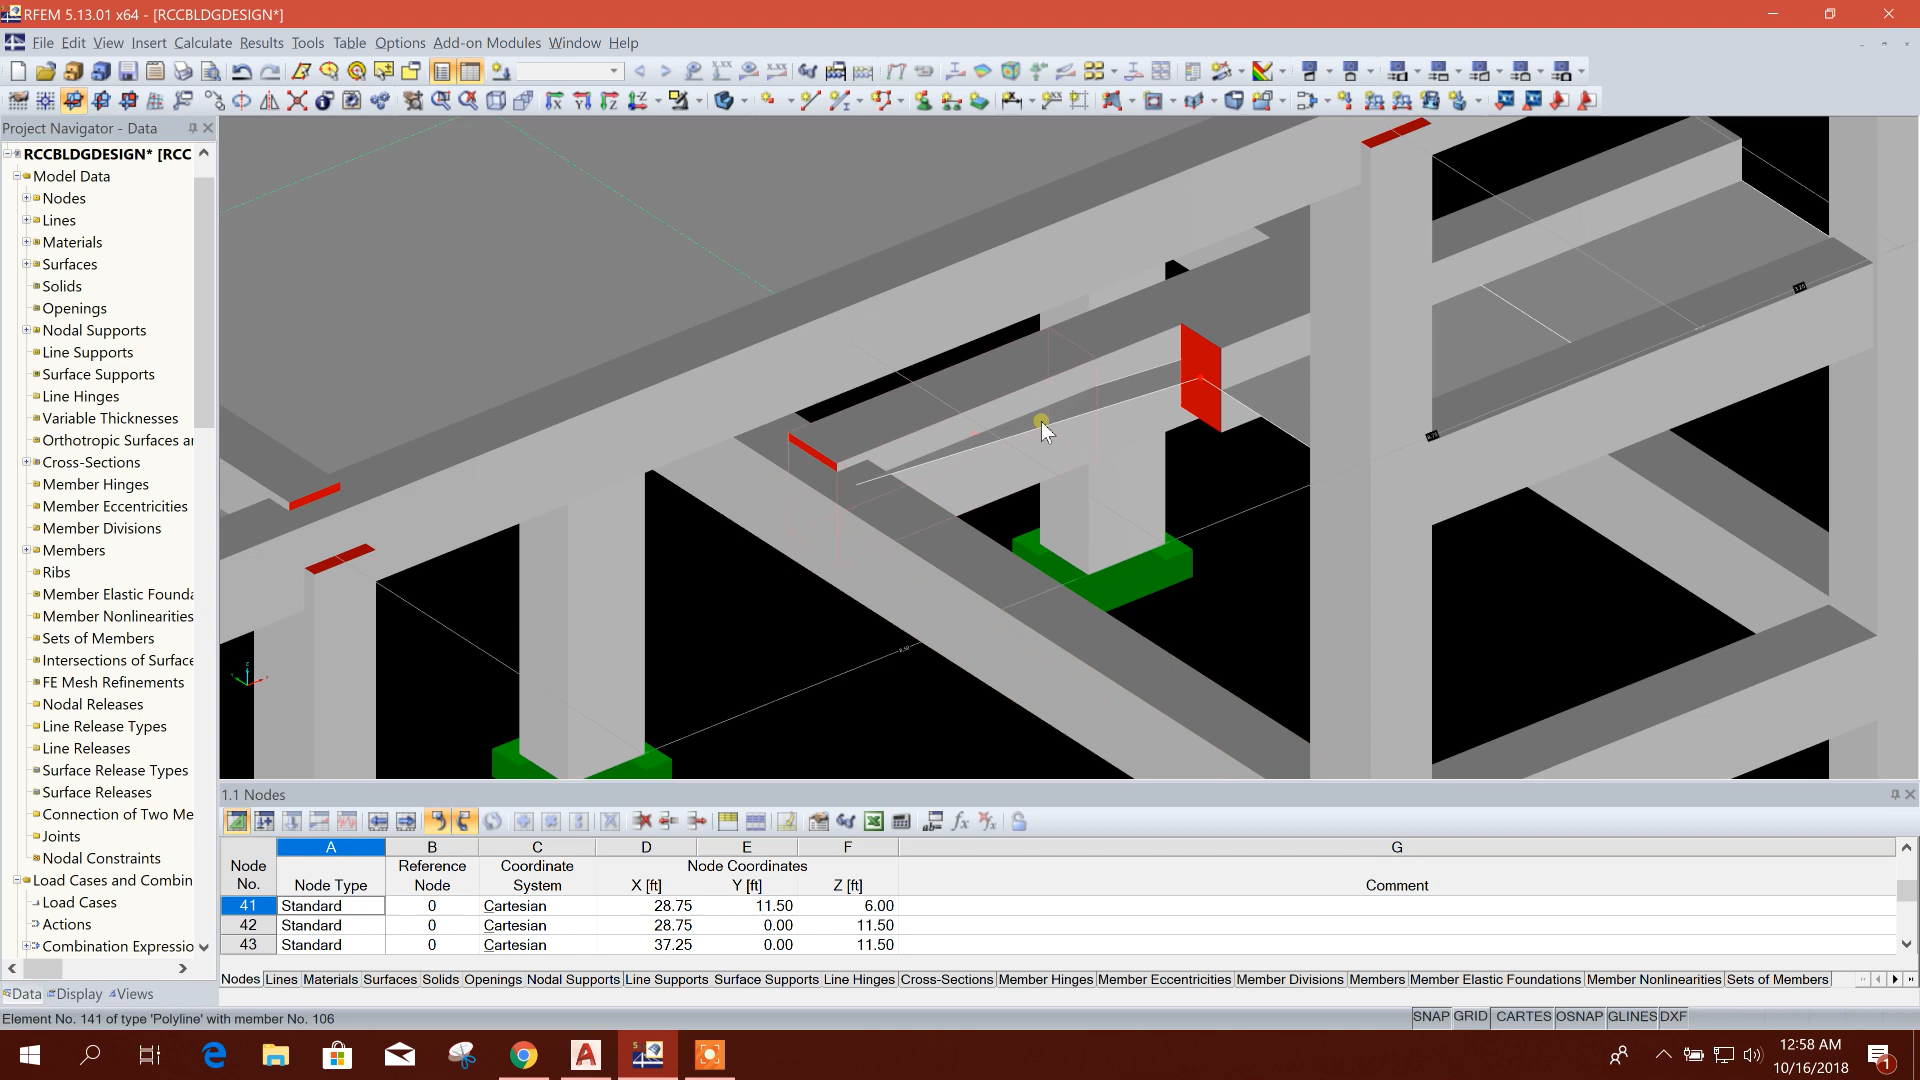 RFEM 5.13.01 x64 - [RCCBLDGDESIGN*]
File Edit View Insert Calculate Results Tools Table Options Add-on Modules Window Help
Project Navigator - Data
RCCBLDGDESIGN* [RCC
Model Data
Nodes
Lines
Materials
Surfaces
Solids
Openings
Nodal Supports
Line Supports
Surface Supports
Line Hinges
Variable Thicknesses
Orthotropic Surfaces ar
Cross-Sections
Member Hinges
Member Eccentricities
Member Divisions
Members
Ribs
Member Elastic Founda
Member Nonlinearities
Sets of Members
Intersections of Surface
FE Mesh Refinements
Nodal Releases
Line Release Types
Line Releases
Surface Release Types
Surface Releases
Connection of Two Me
Joints
Nodal Constraints
Load Cases and Combin
Load Cases
Actions
Combination Expressio
Data Display Views
1.1 Nodes
A B C D E F G
Node No. Node Type Reference Node Coordinate System Node Coordinates X [ft] Y [ft] Z [ft] Comment
41 Standard 0 Cartesian 28.75 11.50 6.00
42 Standard 0 Cartesian 28.75 0.00 11.50
43 Standard 0 Cartesian 37.25 0.00 11.50
Nodes Lines Materials Surfaces Solids Openings Nodal Supports Line Supports Surface Supports Line Hinges Cross-Sections Member Hinges Member Eccentricities Member Divisions Members Member Elastic Foundations Member Nonlinearities Sets of Members
Element No. 141 of type 'Polyline' with member No. 106
SNAP GRID CARTES OSNAP GLINES DXF
12:58 AM
10/16/2018
1